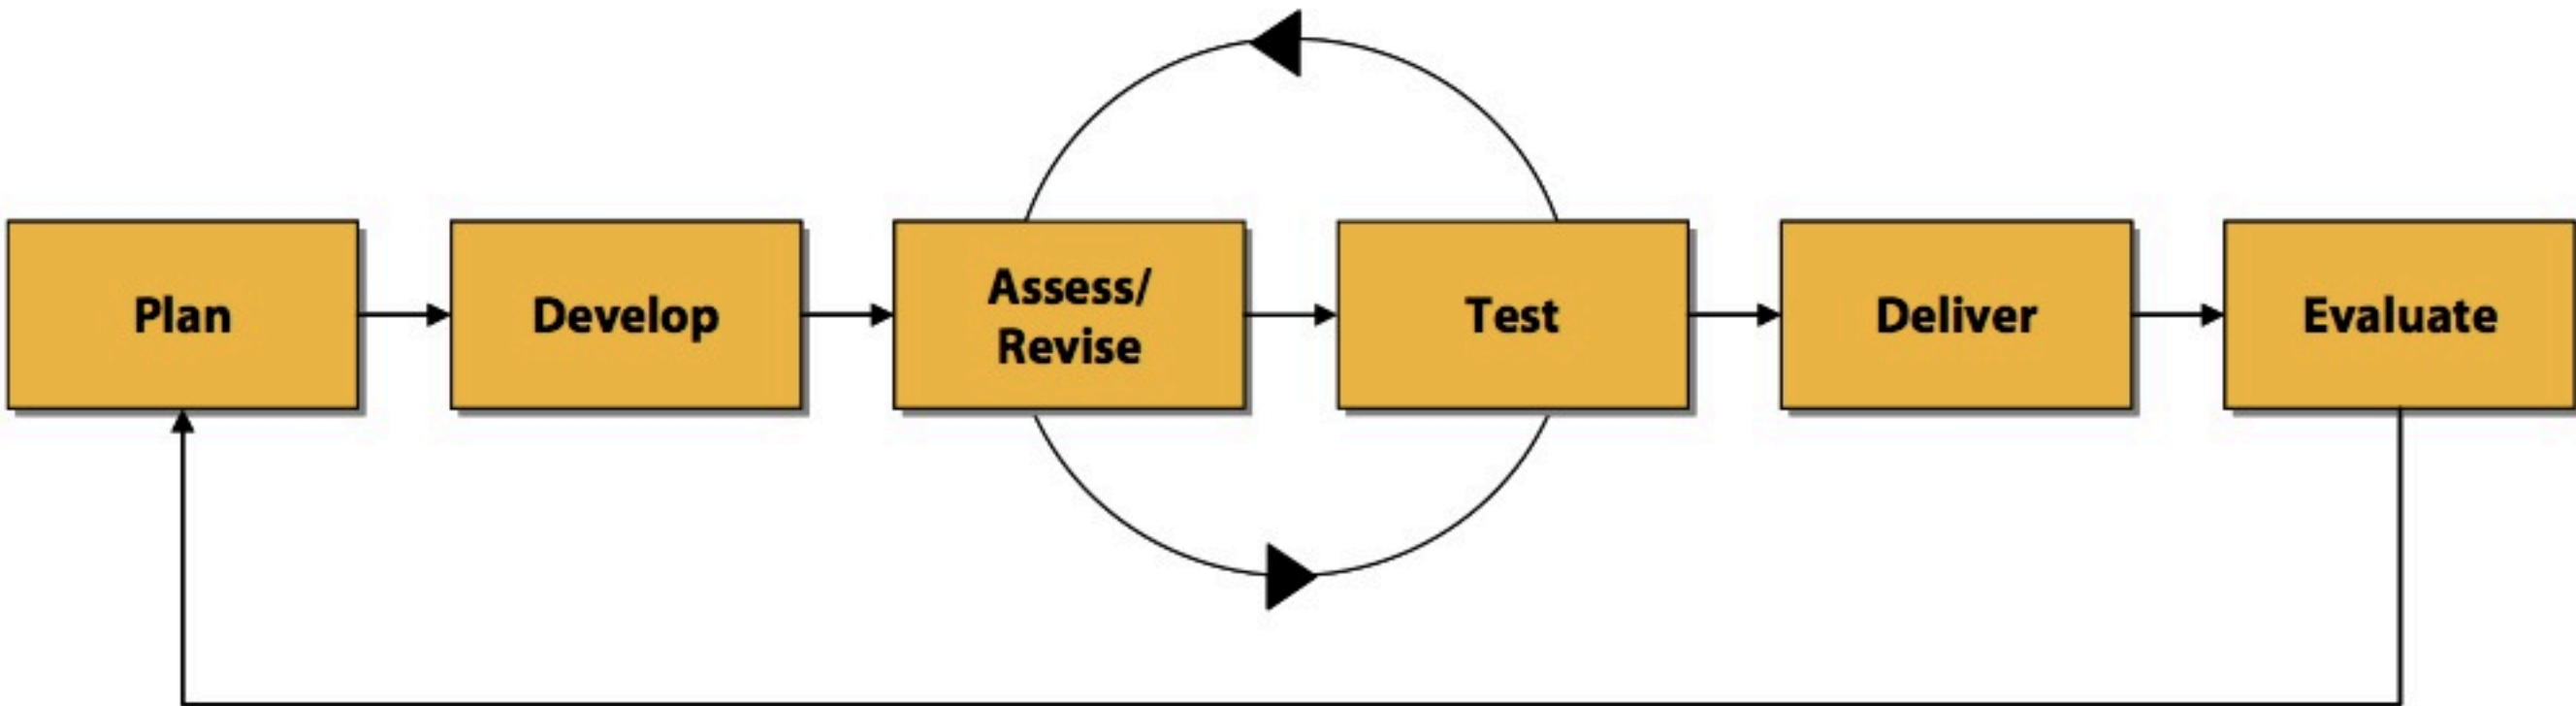 Plan
Develop
Assess/
Revise
Test
Deliver
Evaluate